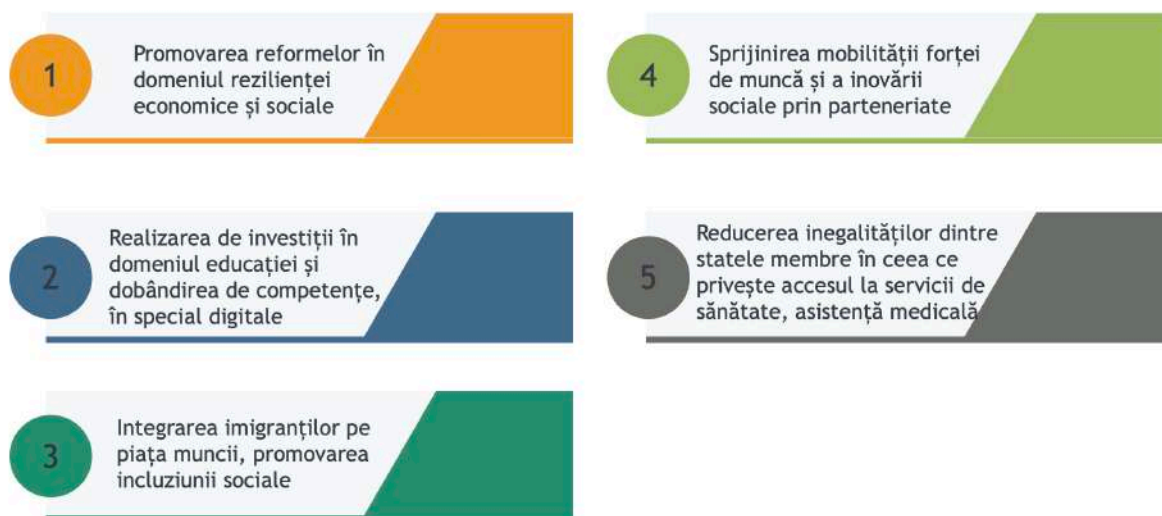 1
Promovarea reformelor în
domeniul rezilienței
economice și sociale
2
Realizarea de investiții în
domeniul educației și
dobândirea de competențe,
în special digitale
3
Integrarea imigranților pe
piața muncii, promovarea
incluziunii sociale
4
Sprijinirea mobilității forței
de muncă și a inovării
sociale prin parteneriate
5
Reducerea inegalităților dintre
statele membre în ceea ce
privește accesul la servicii de
sănătate, asistență medicală